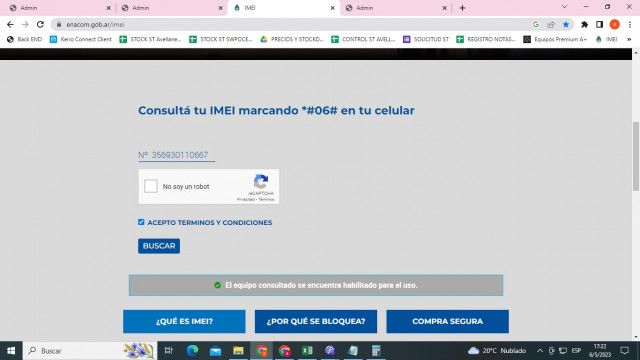 Admin
Admin
IMEI
Admin
enacom.gob.ar/imei
Back END
Kerio Connect Client
STOCK ST Avellane...
STOCK ST SWPOCE...
PRECIOS Y STOCKD...
CONTROL ST AVELL...
SOLICITUD ST
REGISTRO NOTAS...
Equipos Premium A+
IMEI
Consultá tu IMEI marcando *#06# en tu celular
Nº 356930110667
No soy un robot
reCAPTCHA
Privacidad - Términos
ACEPTO TERMINOS Y CONDICIONES
BUSCAR
El equipo consultado se encuentra habilitado para el uso.
¿QUÉ ES IMEI?
¿POR QUÉ SE BLOQUEA?
COMPRA SEGURA
Buscar
20°C Nublado
ESP
17:22
6/5/2023